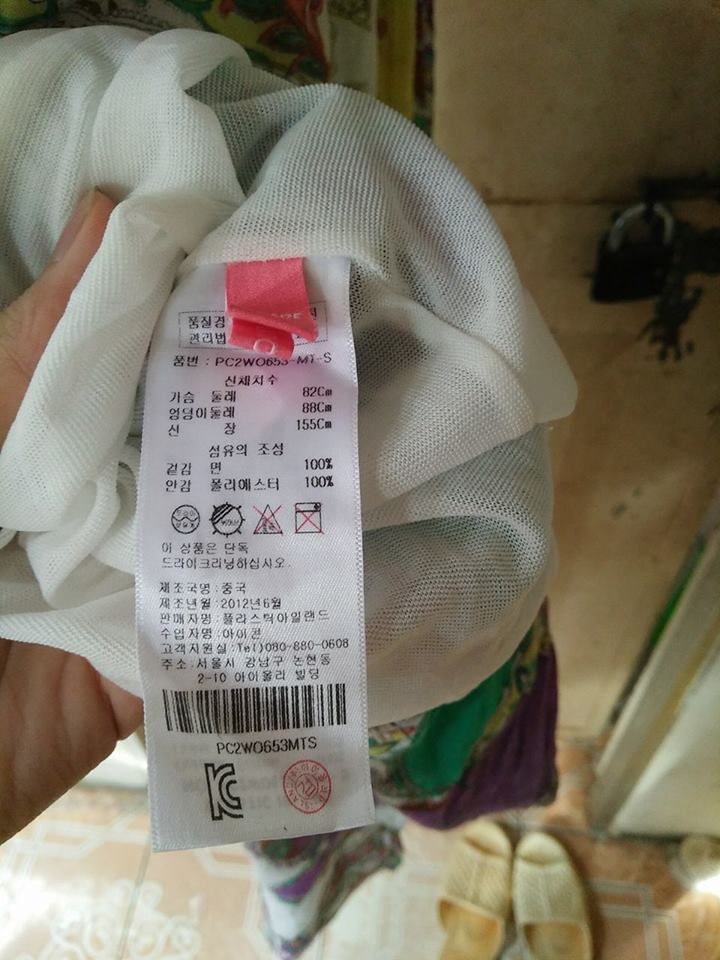 품질경
관리법
품번 : PC2WO653-MT-S
신체치수
가슴 둘레 82Cm
엉덩이둘레 88Cm
신 장 155Cm
섬유의 조성
겉감 면 100%
안감 폴리에스터 100%
이 상품은 단독
드라이크리닝하십시오.
제조국명 : 중국
제조년월 : 2012년6월
판매자명 : 플라스틱아일랜드
수입자명 : 아이콘
고객지원실 : Tel)080-880-0608
주소 : 서울시 강남구 논현동
2-10 아이올리 빌딩
PC2WO653MTS